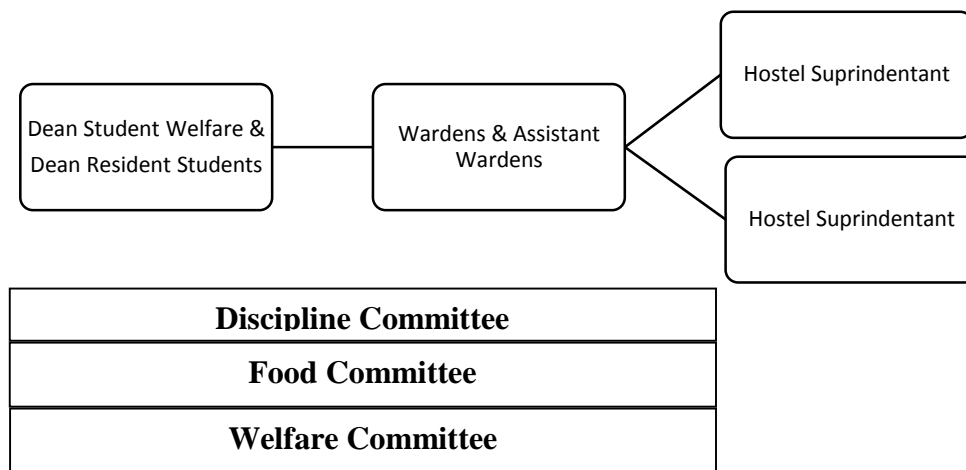 Dean Student Welfare &
Dean Resident Students
Wardens & Assistant
Wardens
Hostel Suprindentant
Hostel Suprindentant
Discipline Committee
Food Committee
Welfare Committee